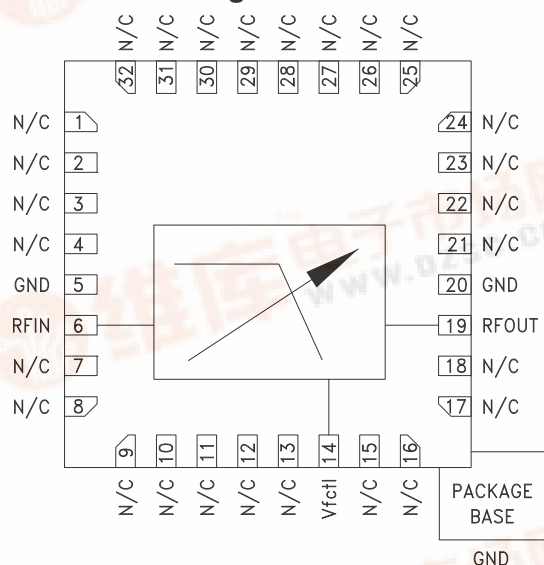 N/C N/C N/C N/C N/C N/C N/C N/C
32 31 30 29 28 27 26 25
N/C 1
N/C 2
N/C 3
N/C 4
GND 5
RFIN 6
N/C 7
N/C 8
24 N/C
23 N/C
22 N/C
21 N/C
20 GND
19 RFOUT
18 N/C
17 N/C
9 10 11 12 13 14 15 16
N/C N/C N/C N/C N/C Vfctl N/C N/C
PACKAGE
BASE
GND